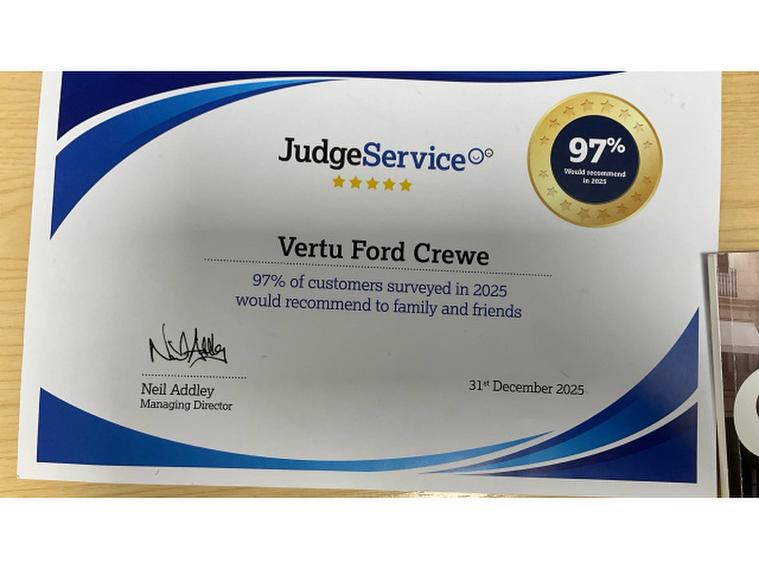 JudgeService
97%
Would recommend
in 2025
Vertu Ford Crewe
97% of customers surveyed in 2025
would recommend to family and friends
Neil Addley
Managing Director
31st December 2025